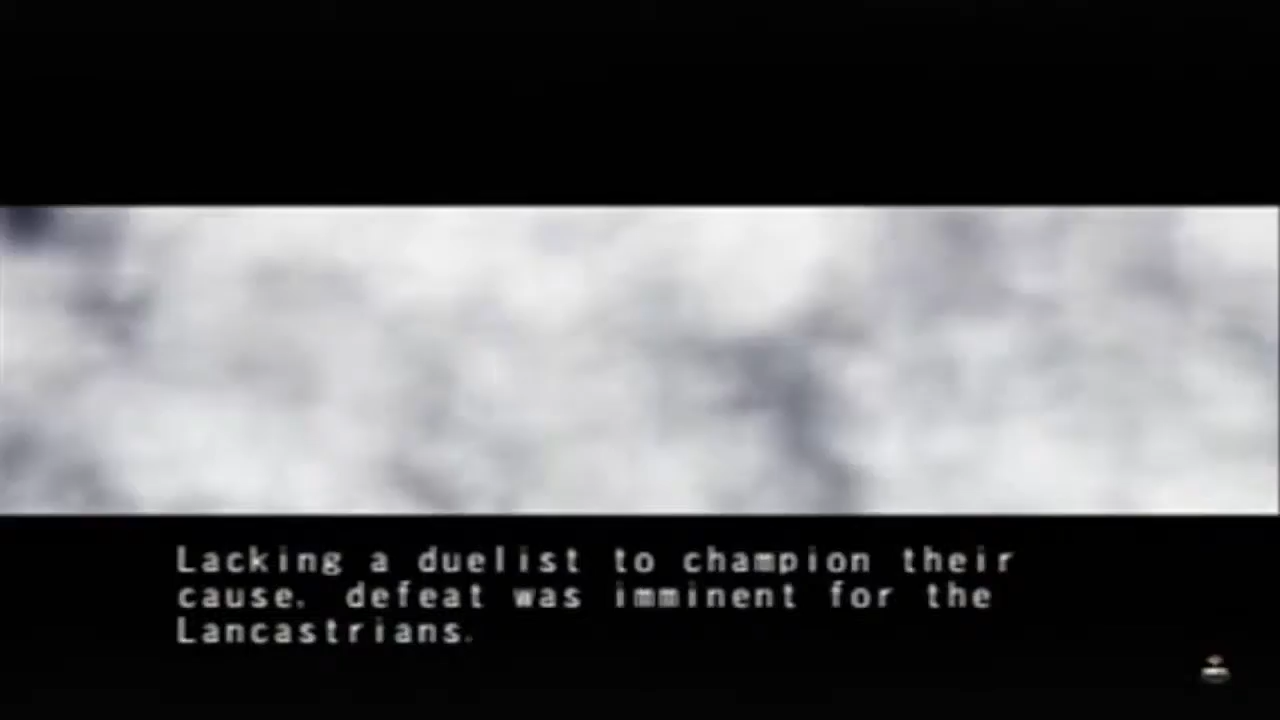 Lacking a duelist to champion their
cause, defeat was imminent for the
Lancastrians.